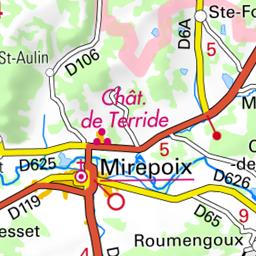 Ste-Fo
D6A
5
St-Aulin
D106
Chât.
de Terride
D625
5
Mirepoix
-de-
D626
D119
D65
9
esset
Roumengoux